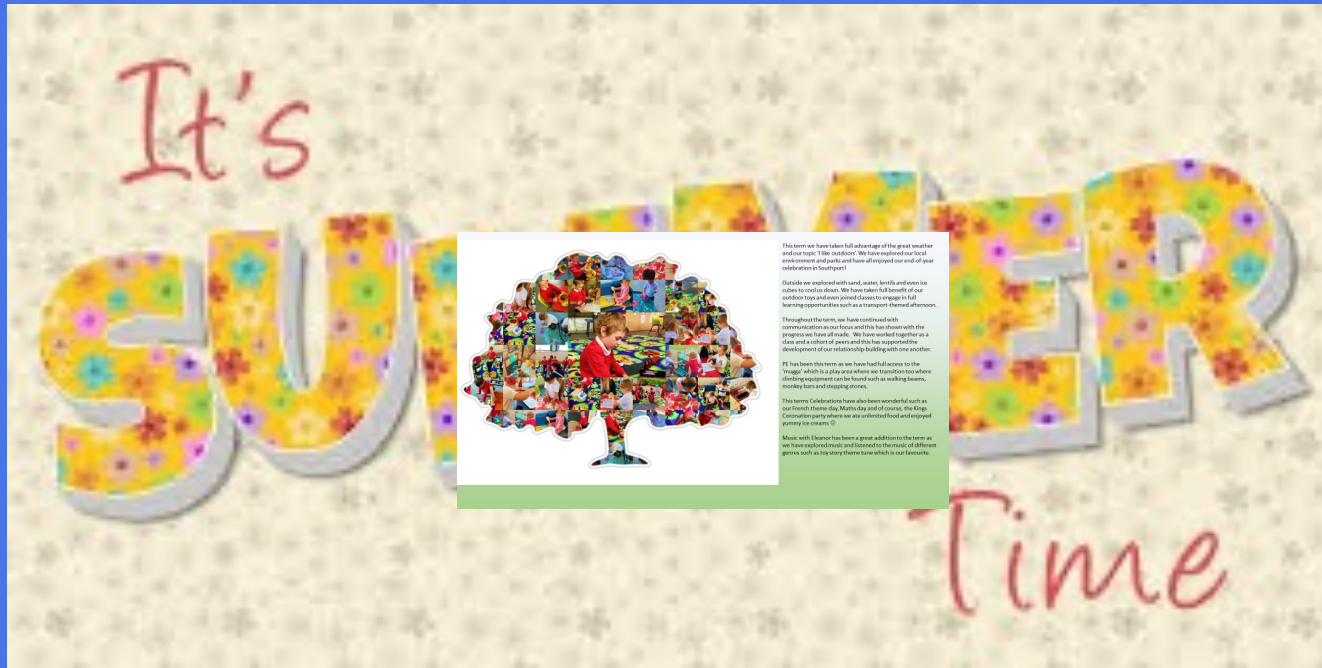 It's
SUMMER
This term we have taken full advantage of the great weather
and our topic 'I like outdoors'. We have explored our local
environment and parks and have all enjoyed our end-of-year
celebration in Southport!
Outside we explored with sand, water, lentils and even ice
cubes to cool us down. We have taken full benefit of our
outdoor toys and even joined classes to engage in full
learning opportunities such as a transport-themed afternoon.
Throughout the term, we have continued with
communication as our focus and this has shown with the
progress we have all made. We have worked together as a
class and a cohort of peers and this has supported the
development of our relationship-building with one another.
PE has been this term as we have had full access to the
'mugga' which is a play area where we transition too where
climbing equipment can be found such as walking beams,
monkey bars and stepping stones.
This terms Celebrations have also been wonderful such as
our French theme day, Maths day and of course, the Kings
Coronation party where we ate unlimited food and enjoyed
yummy ice creams ☺
Music with Eleanor has been a great addition to the term as
we have explored music and listened to the music of different
genres such as toy story theme tune which is our favourite.
Time